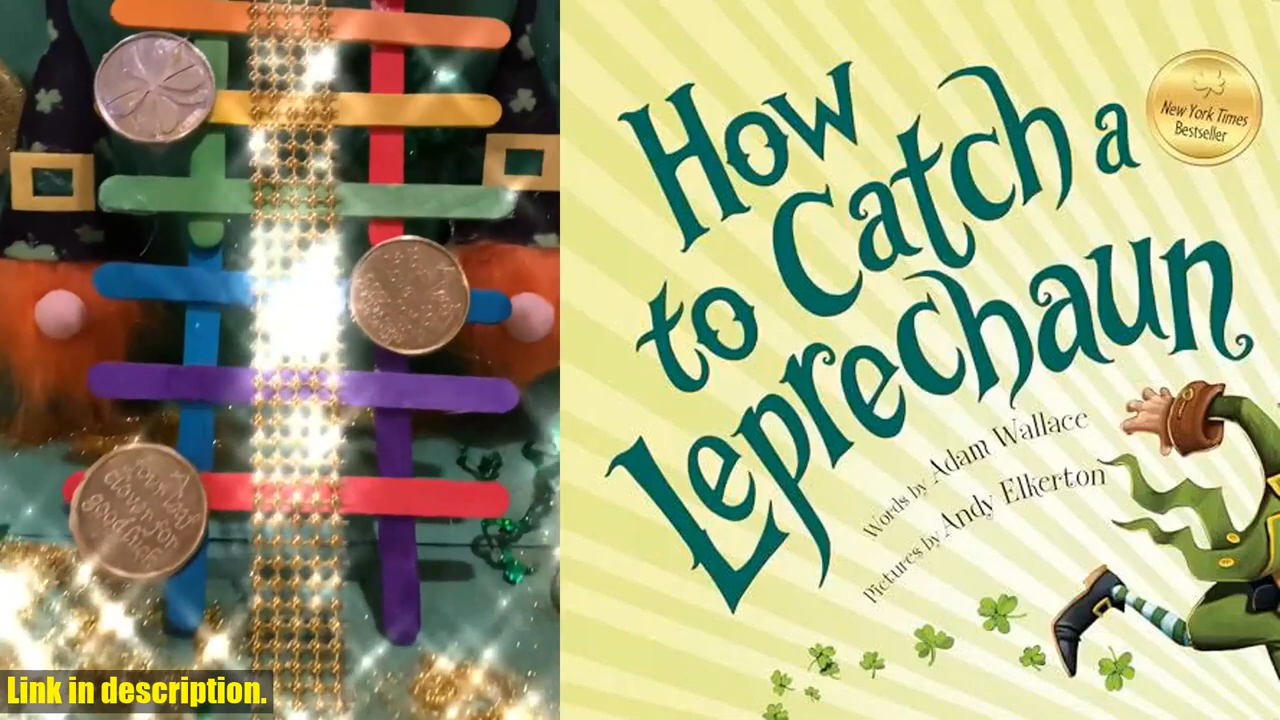 A
four leaf
clover for
good luck
How
to Catch a
Leprechaun
New York Times
Bestseller
Words by Adam Wallace
Pictures by Andy Elkerton
Link in description.